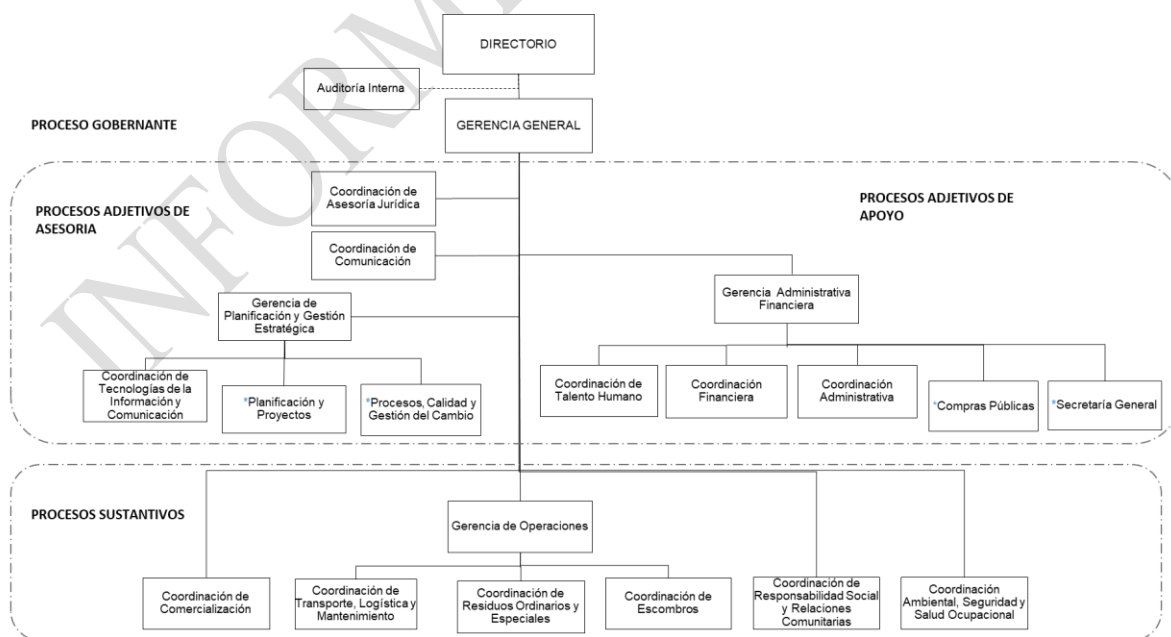 DIRECTORIO
Auditoría Interna
PROCESO GOBERNANTE
GERENCIA GENERAL
PROCESOS ADJETIVOS DE
ASESORIA
Coordinación de
Asesoría Jurídica
Coordinación de
Comunicación
Gerencia de
Planificación y Gestión
Estratégica
Coordinación de
Tecnologías de la
Información y
Comunicación
*Planificación y
Proyectos
*Procesos, Calidad y
Gestión del Cambio
PROCESOS ADJETIVOS DE
APOYO
Gerencia Administrativa
Financiera
Coordinación de
Talento Humano
Coordinación
Financiera
Coordinación
Administrativa
*Compras Públicas
*Secretaría General
PROCESOS SUSTANTIVOS
Gerencia de Operaciones
Coordinación de
Comercialización
Coordinación de
Transporte, Logística y
Mantenimiento
Coordinación de
Residuos Ordinarios y
Especiales
Coordinación de
Escombros
Coordinación de
Responsabilidad Social
y Relaciones
Comunitarias
Coordinación
Ambiental, Seguridad y
Salud Ocupacional